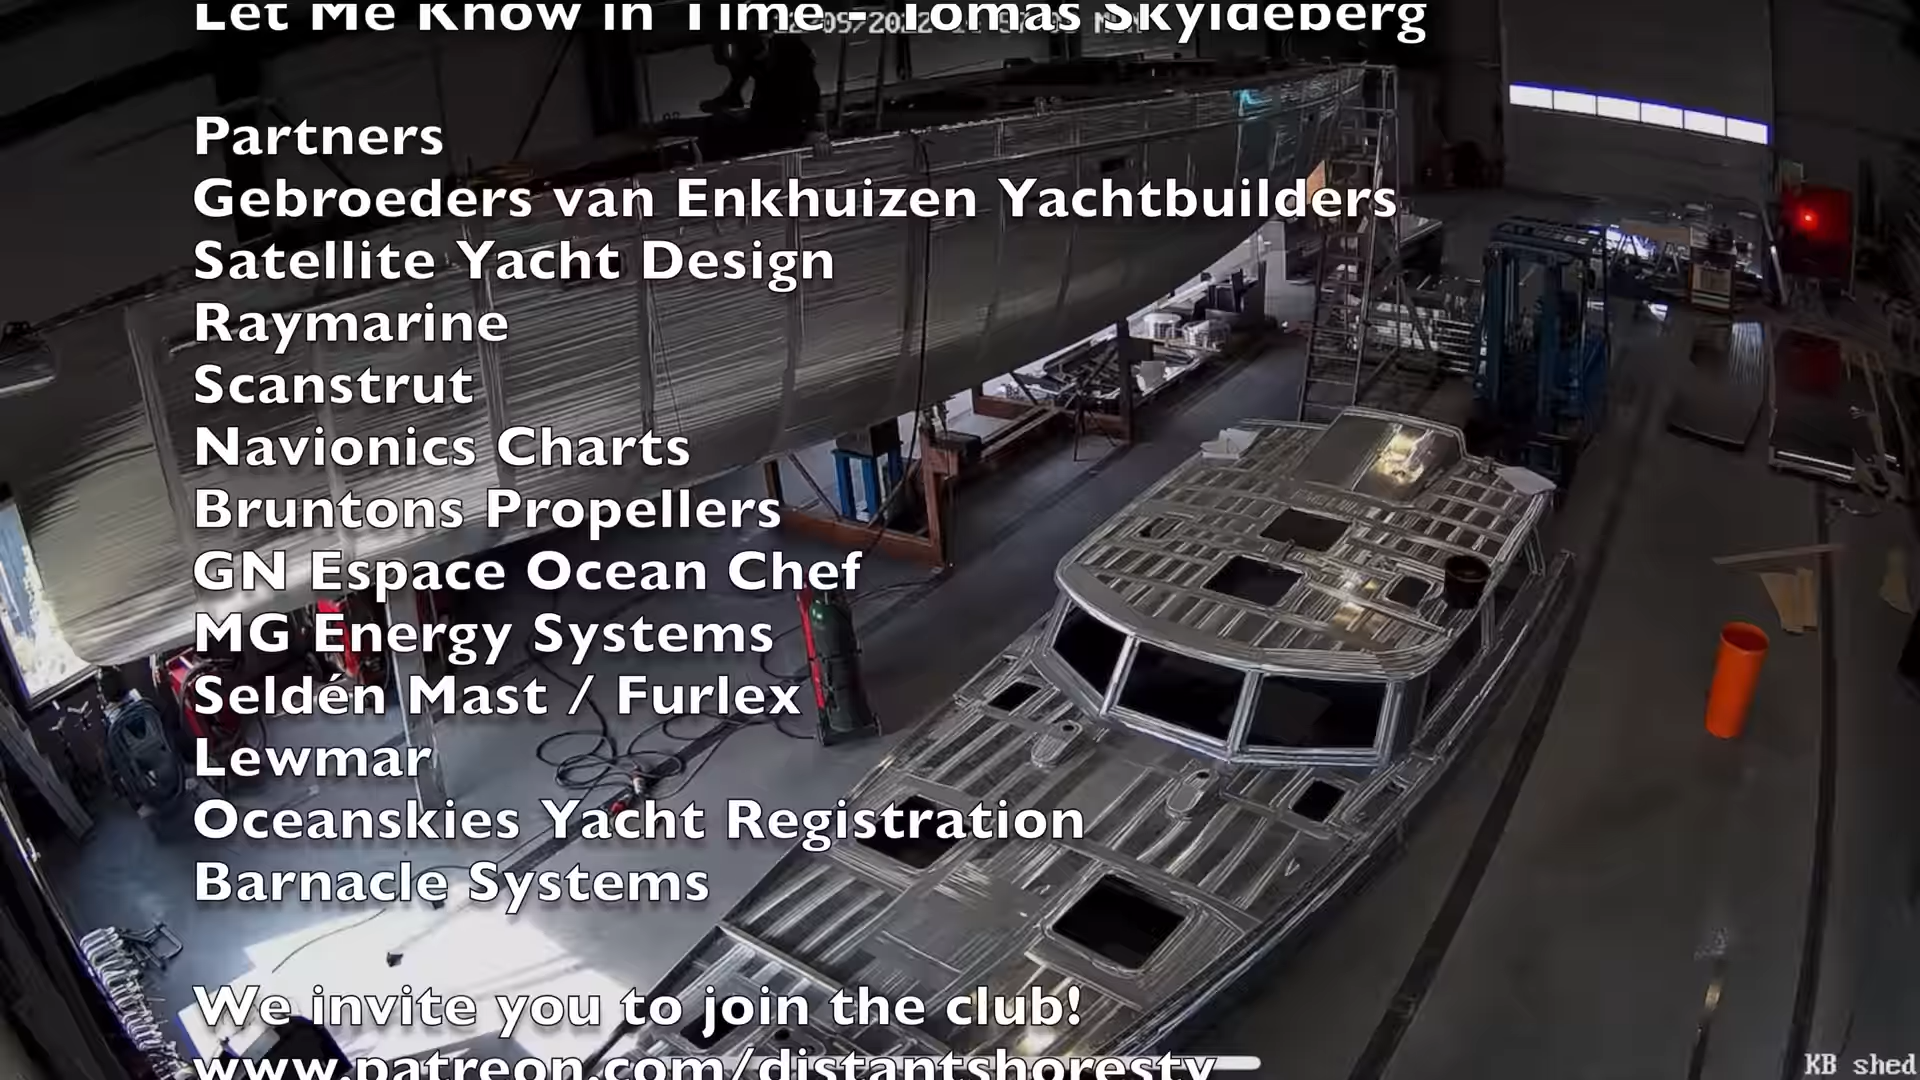 Let Me Know in Time - Tomas Skyldeberg
Partners
Gebroeders van Enkhuizen Yachtbuilders
Satellite Yacht Design
Raymarine
Scanstrut
Navionics Charts
Bruntons Propellers
GN Espace Ocean Chef
MG Energy Systems
Seldén Mast / Furlex
Lewmar
Oceanskies Yacht Registration
Barnacle Systems
We invite you to join the club!
www.patreon.com/distantshorestv
KB shed